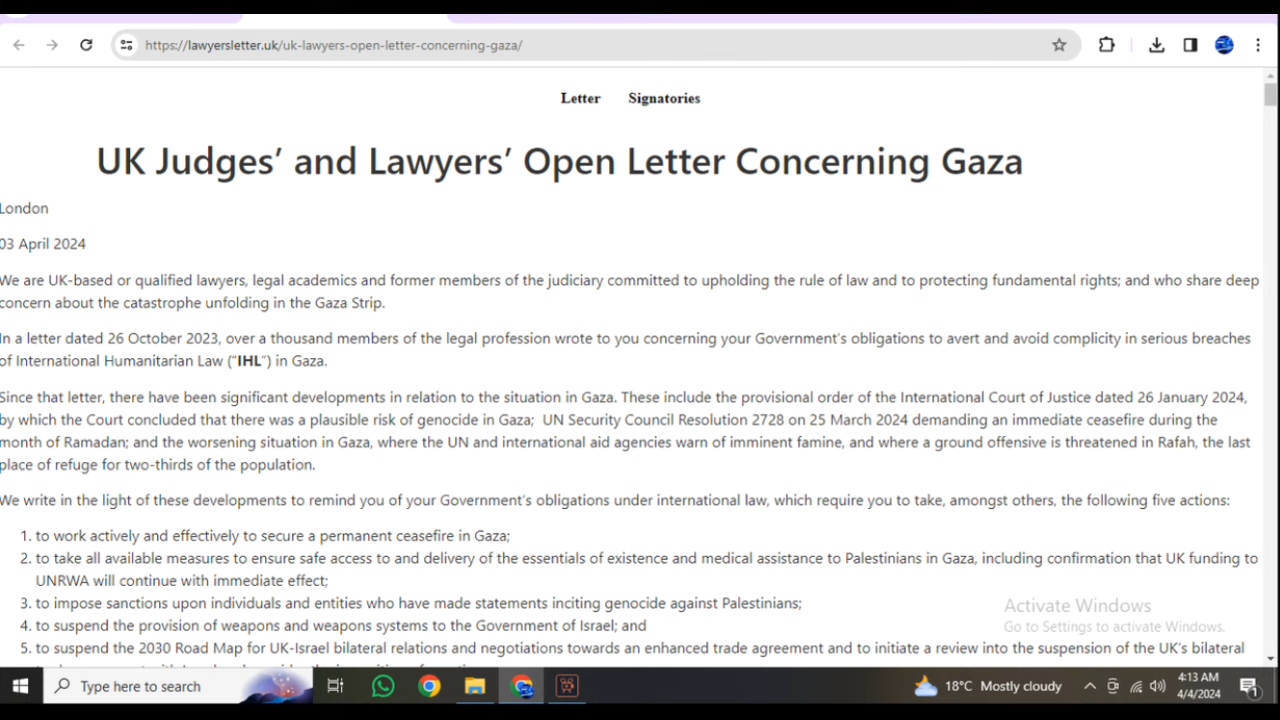 https://lawyersletter.uk/uk-lawyers-open-letter-concerning-gaza/
Letter Signatories
UK Judges’ and Lawyers’ Open Letter Concerning Gaza
London
03 April 2024
We are UK-based or qualified lawyers, legal academics and former members of the judiciary committed to upholding the rule of law and to protecting fundamental rights; and who share deep
concern about the catastrophe unfolding in the Gaza Strip.
In a letter dated 26 October 2023, over a thousand members of the legal profession wrote to you concerning your Government’s obligations to avert and avoid complicity in serious breaches
of International Humanitarian Law (“IHL“) in Gaza.
Since that letter, there have been significant developments in relation to the situation in Gaza. These include the provisional order of the International Court of Justice dated 26 January 2024,
by which the Court concluded that there was a plausible risk of genocide in Gaza; UN Security Council Resolution 2728 on 25 March 2024 demanding an immediate ceasefire during the
month of Ramadan; and the worsening situation in Gaza, where the UN and international aid agencies warn of imminent famine, and where a ground offensive is threatened in Rafah, the last
place of refuge for two-thirds of the population.
We write in the light of these developments to remind you of your Government’s obligations under international law, which require you to take, amongst others, the following five actions:
1. to work actively and effectively to secure a permanent ceasefire in Gaza;
2. to take all available measures to ensure safe access to and delivery of the essentials of existence and medical assistance to Palestinians in Gaza, including confirmation that UK funding to
UNRWA will continue with immediate effect;
3. to impose sanctions upon individuals and entities who have made statements inciting genocide against Palestinians;
4. to suspend the provision of weapons and weapons systems to the Government of Israel; and
5. to suspend the 2030 Road Map for UK-Israel bilateral relations and negotiations towards an enhanced trade agreement and to initiate a review into the suspension of the UK’s bilateral
Activate Windows
Go to Settings to activate Windows.
Type here to search
18°C Mostly cloudy
4:13 AM
4/4/2024
1